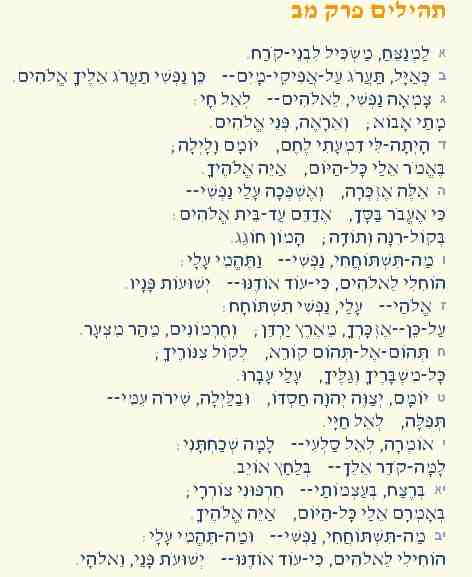 תהילים פרק מב
א לַמְנַצֵּחַ, מַשְׂכִּיל לִבְנֵי-קֹרַח.
ב כְּאַיָּל, תַּעֲרֹג עַל-אֲפִיקֵי-מָיִם-- כֵּן נַפְשִׁי תַעֲרֹג אֵלֶיךָ אֱלֹהִים.
ג צָמְאָה נַפְשִׁי, לֵאלֹהִים-- לְאֵל חָי:
מָתַי אָבוֹא; וְאֵרָאֶה, פְּנֵי אֱלֹהִים.
ד הָיְתָה-לִּי דִמְעָתִי לֶחֶם, יוֹמָם וָלָיְלָה;
בֶּאֱמֹר אֵלַי כָּל-הַיּוֹם, אַיֵּה אֱלֹהֶיךָ.
ה אֵלֶּה אֶזְכְּרָה, וְאֶשְׁפְּכָה עָלַי נַפְשִׁי--
כִּי אֶעֱבֹר בַּסָּךְ, אֶדַּדֵּם עַד-בֵּית אֱלֹהִים:
בְּקוֹל-רִנָּה וְתוֹדָה; הָמוֹן חוֹגֵג.
ו מַה-תִּשְׁתּוֹחֲחִי, נַפְשִׁי-- וַתֶּהֱמִי עָלָי:
הוֹחִלִי לֵאלֹהִים, כִּי-עוֹד אוֹדֶנּוּ-- יְשׁוּעוֹת פָּנָיו.
ז אֱלֹהַי-- עָלַי, נַפְשִׁי תִשְׁתּוֹחָח:
עַל-כֵּן--אֶזְכָּרְךָ, מֵאֶרֶץ יַרְדֵּן; וְחֶרְמוֹנִים, מֵהַר מִצְעָר.
ח תְּהוֹם-אֶל-תְּהוֹם קוֹרֵא, לְקוֹל צִנּוֹרֶיךָ;
כָּל-מִשְׁבָּרֶיךָ וְגַלֶּיךָ, עָלַי עָבָרוּ.
ט יוֹמָם, יְצַוֶּה יְהוָה חַסְדּוֹ, וּבַלַּיְלָה, שִׁירֹה עִמִּי--
תְּפִלָּה, לְאֵל חַיָּי.
י אוֹמְרָה, לְאֵל סַלְעִי-- לָמָה שְׁכַחְתָּנִי:
לָמָּה-קֹדֵר אֵלֵךְ-- בְּלַחַץ אוֹיֵב.
יא בְּרֶצַח, בְּעַצְמוֹתַי-- חֵרְפוּנִי צוֹרְרָי;
בְּאָמְרָם אֵלַי כָּל-הַיּוֹם, אַיֵּה אֱלֹהֶיךָ.
יב מַה-תִּשְׁתּוֹחֲחִי, נַפְשִׁי-- וּמַה-תֶּהֱמִי עָלָי:
הוֹחִילִי לֵאלֹהִים, כִּי-עוֹד אוֹדֶנּוּ-- יְשׁוּעֹת פָּנַי, וֵאלֹהָי.